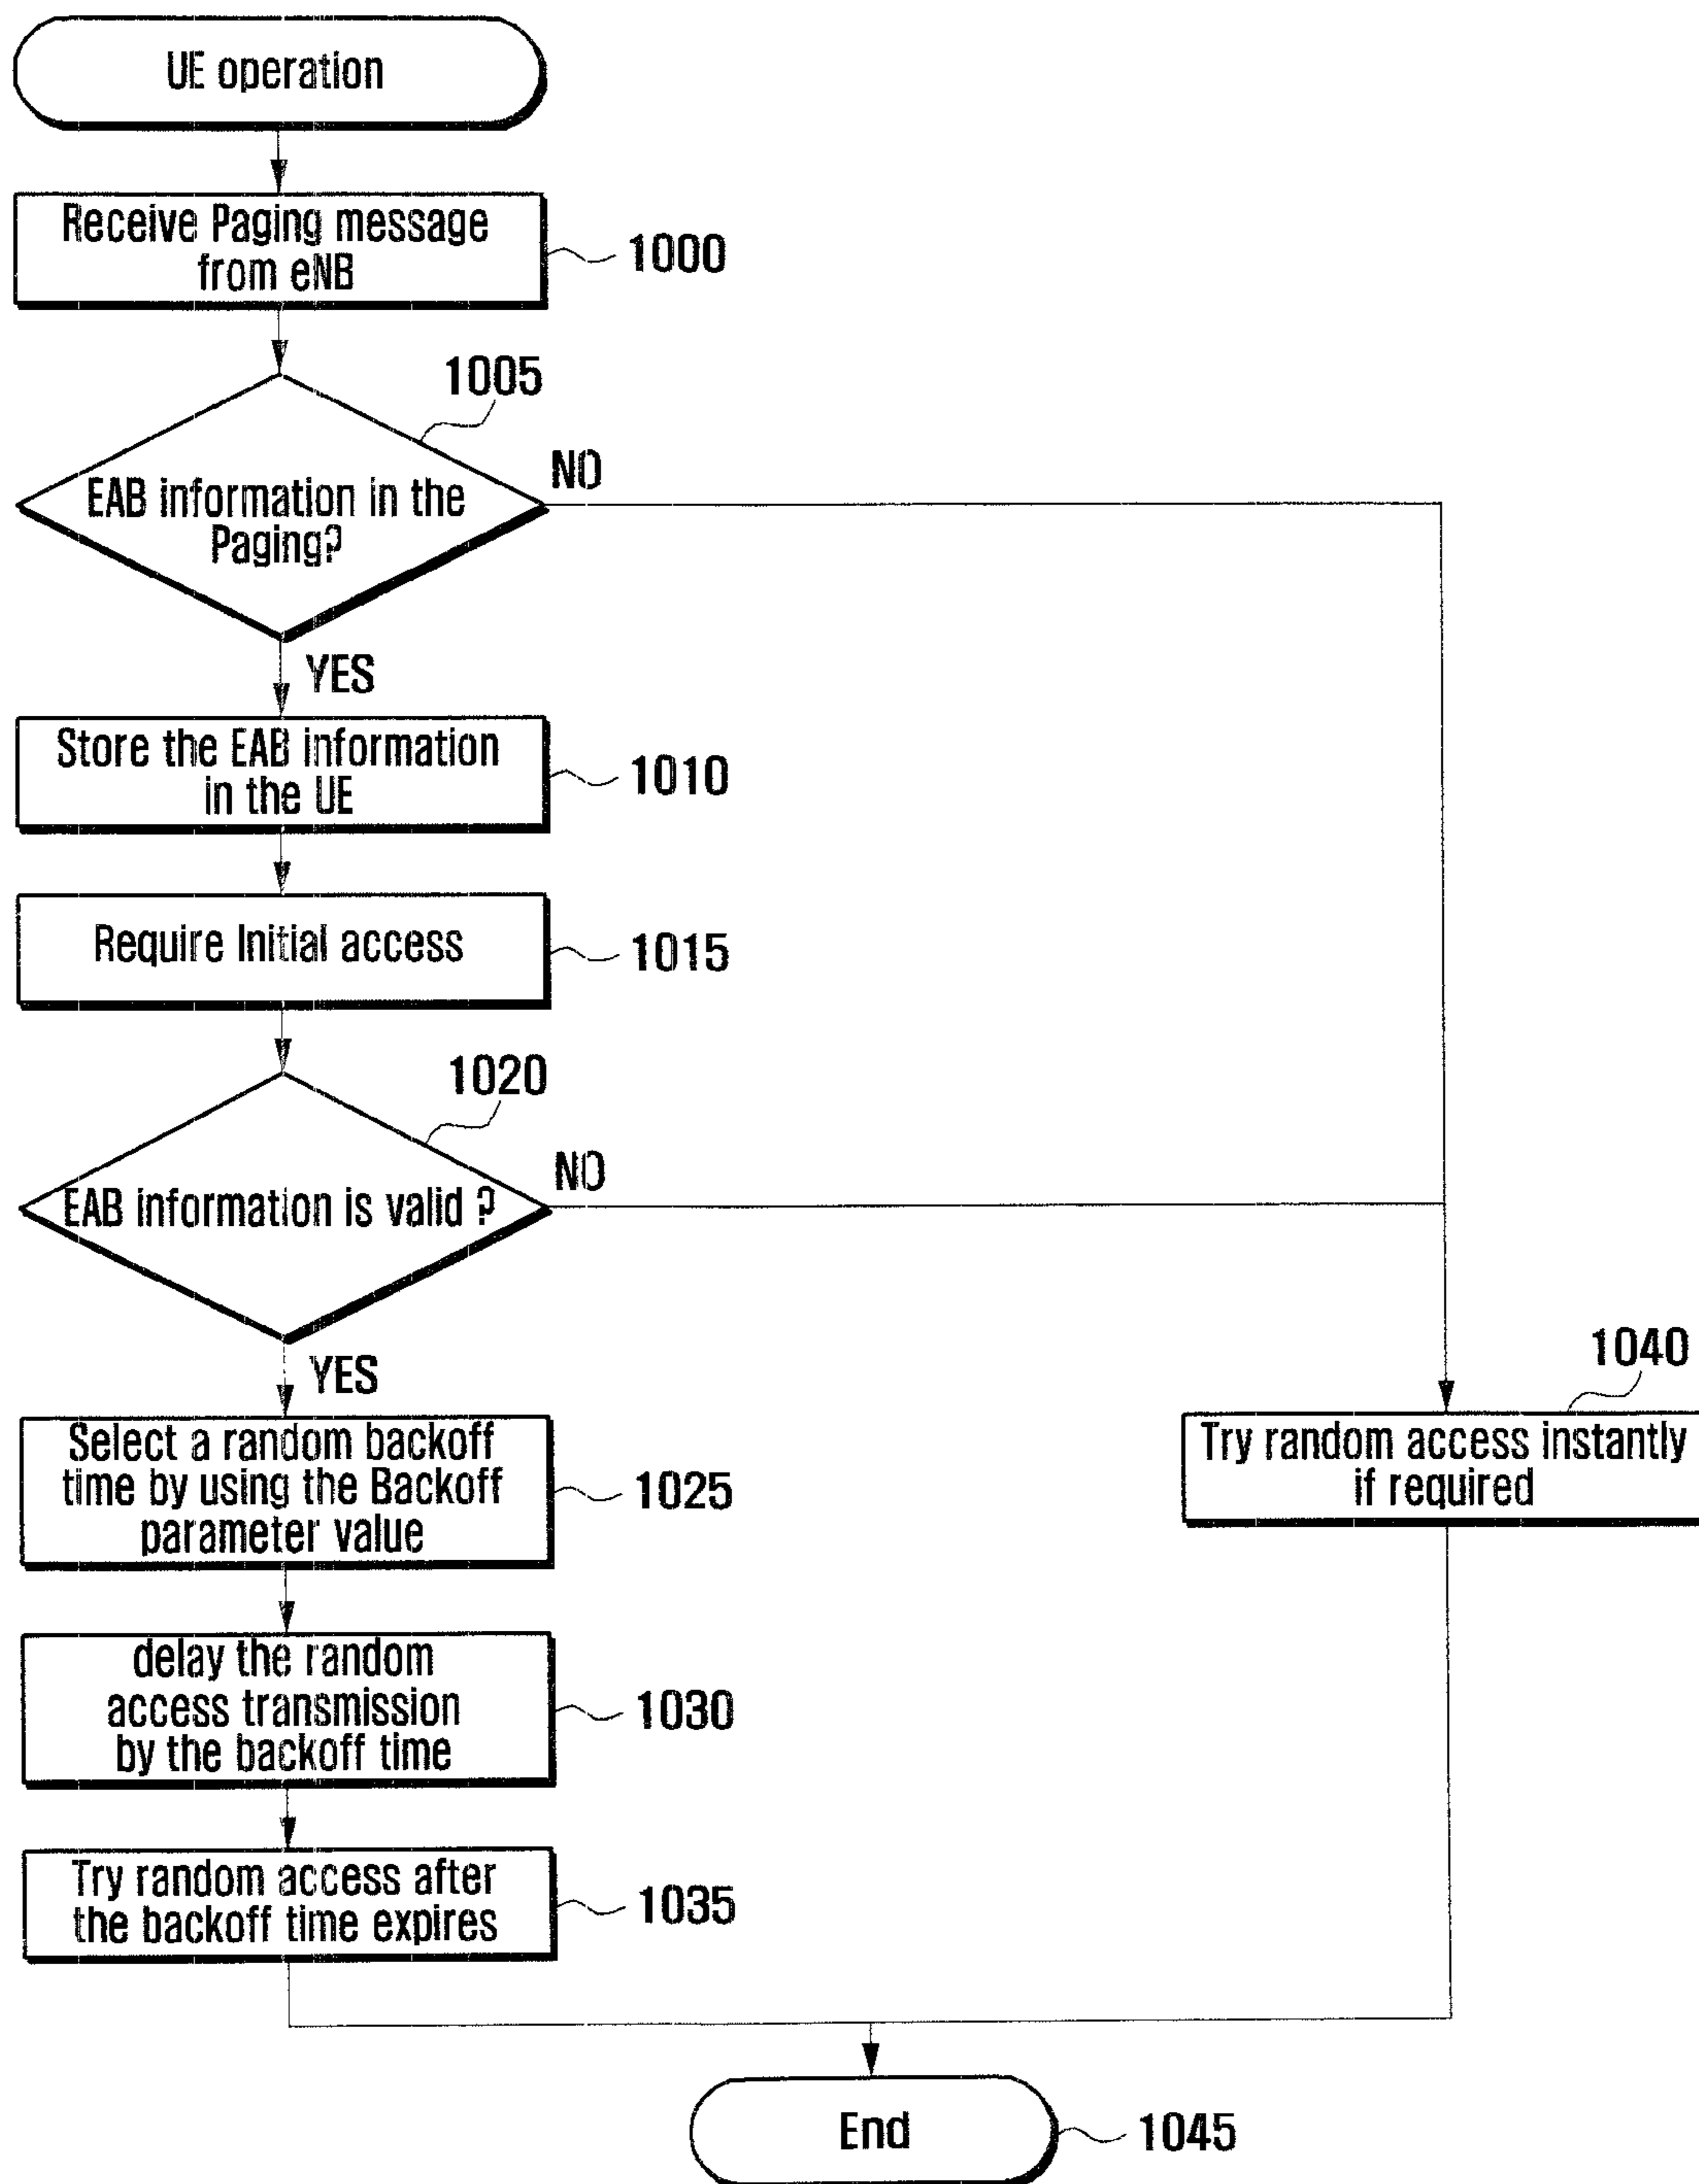 UE operation
Receive Paging message
from eNB
1000
1005
EAB information in the
Paging?
NO
YES
Store the EAB information
in the UE
1010
Require Initial access
1015
1020
EAB information is valid ?
NO
YES
Select a random backoff
time by using the Backoff
parameter value
1025
1040
Try random access instantly
if required
delay the random
access transmission
by the backoff time
1030
Try random access after
the backoff time expires
1035
End
1045